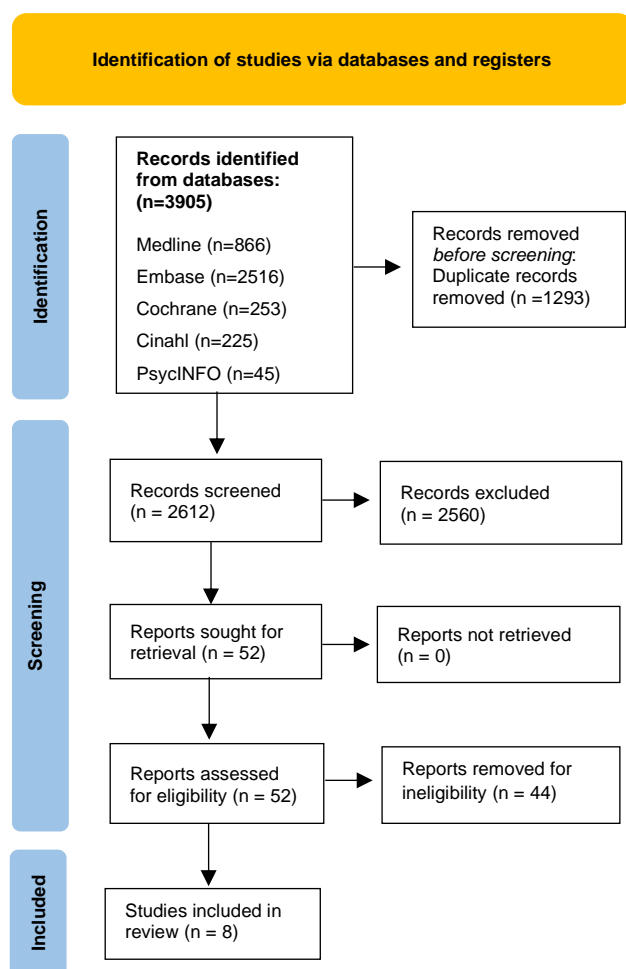 Identification of studies via databases and registers
Identification
Records identified
from databases:
(n=3905)
Medline (n=866)
Embase (n=2516)
Cochrane (n=253)
Cinahl (n=225)
PsycINFO (n=45)
Records removed
before screening:
Duplicate records
removed (n =1293)
Screening
Records screened
(n = 2612)
Records excluded
(n = 2560)
Reports sought for
retrieval (n = 52)
Reports not retrieved
(n = 0)
Reports assessed
for eligibility (n = 52)
Reports removed for
ineligibility (n = 44)
Included
Studies included in
review (n = 8)